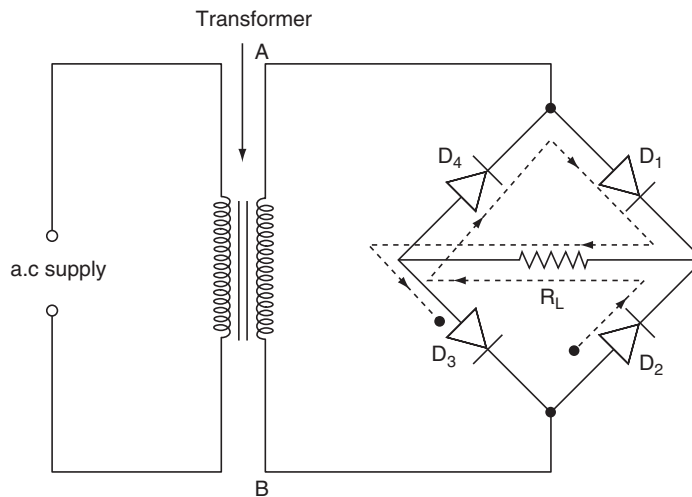 Transformer
A
D4
D1
a.c supply
RL
D3
D2
B